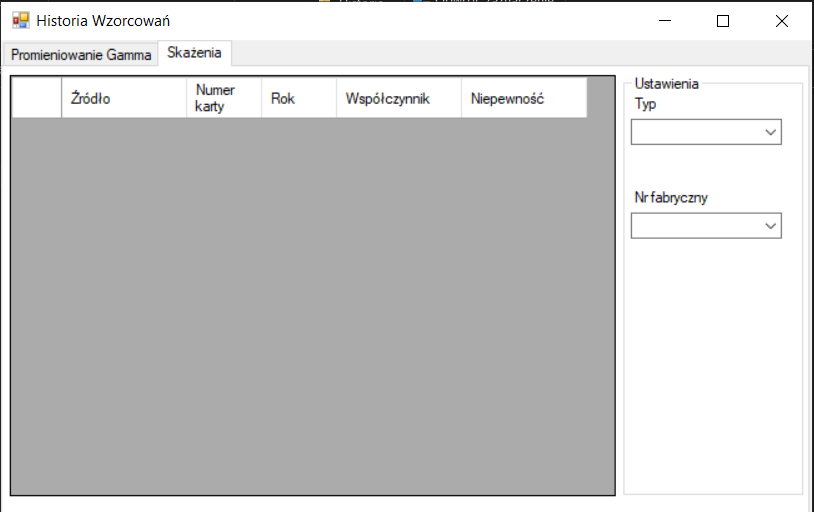 Historia Wzorcowań
Promieniowanie Gamma
Skażenia
Źródło
Numer
karty
Rok
Współczynnik
Niepewność
Ustawienia
Typ
Nr fabryczny